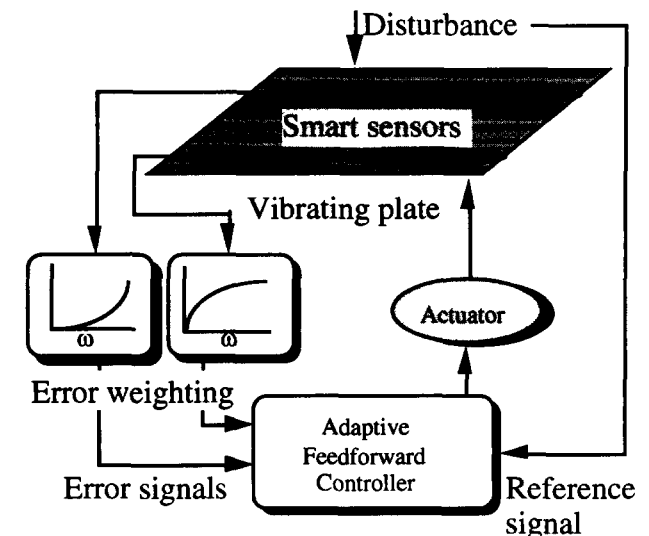 Disturbance
Smart sensors
Vibrating plate
ω
ω
Actuator
Error weighting
Adaptive
Feedforward
Controller
Error signals
Reference
signal